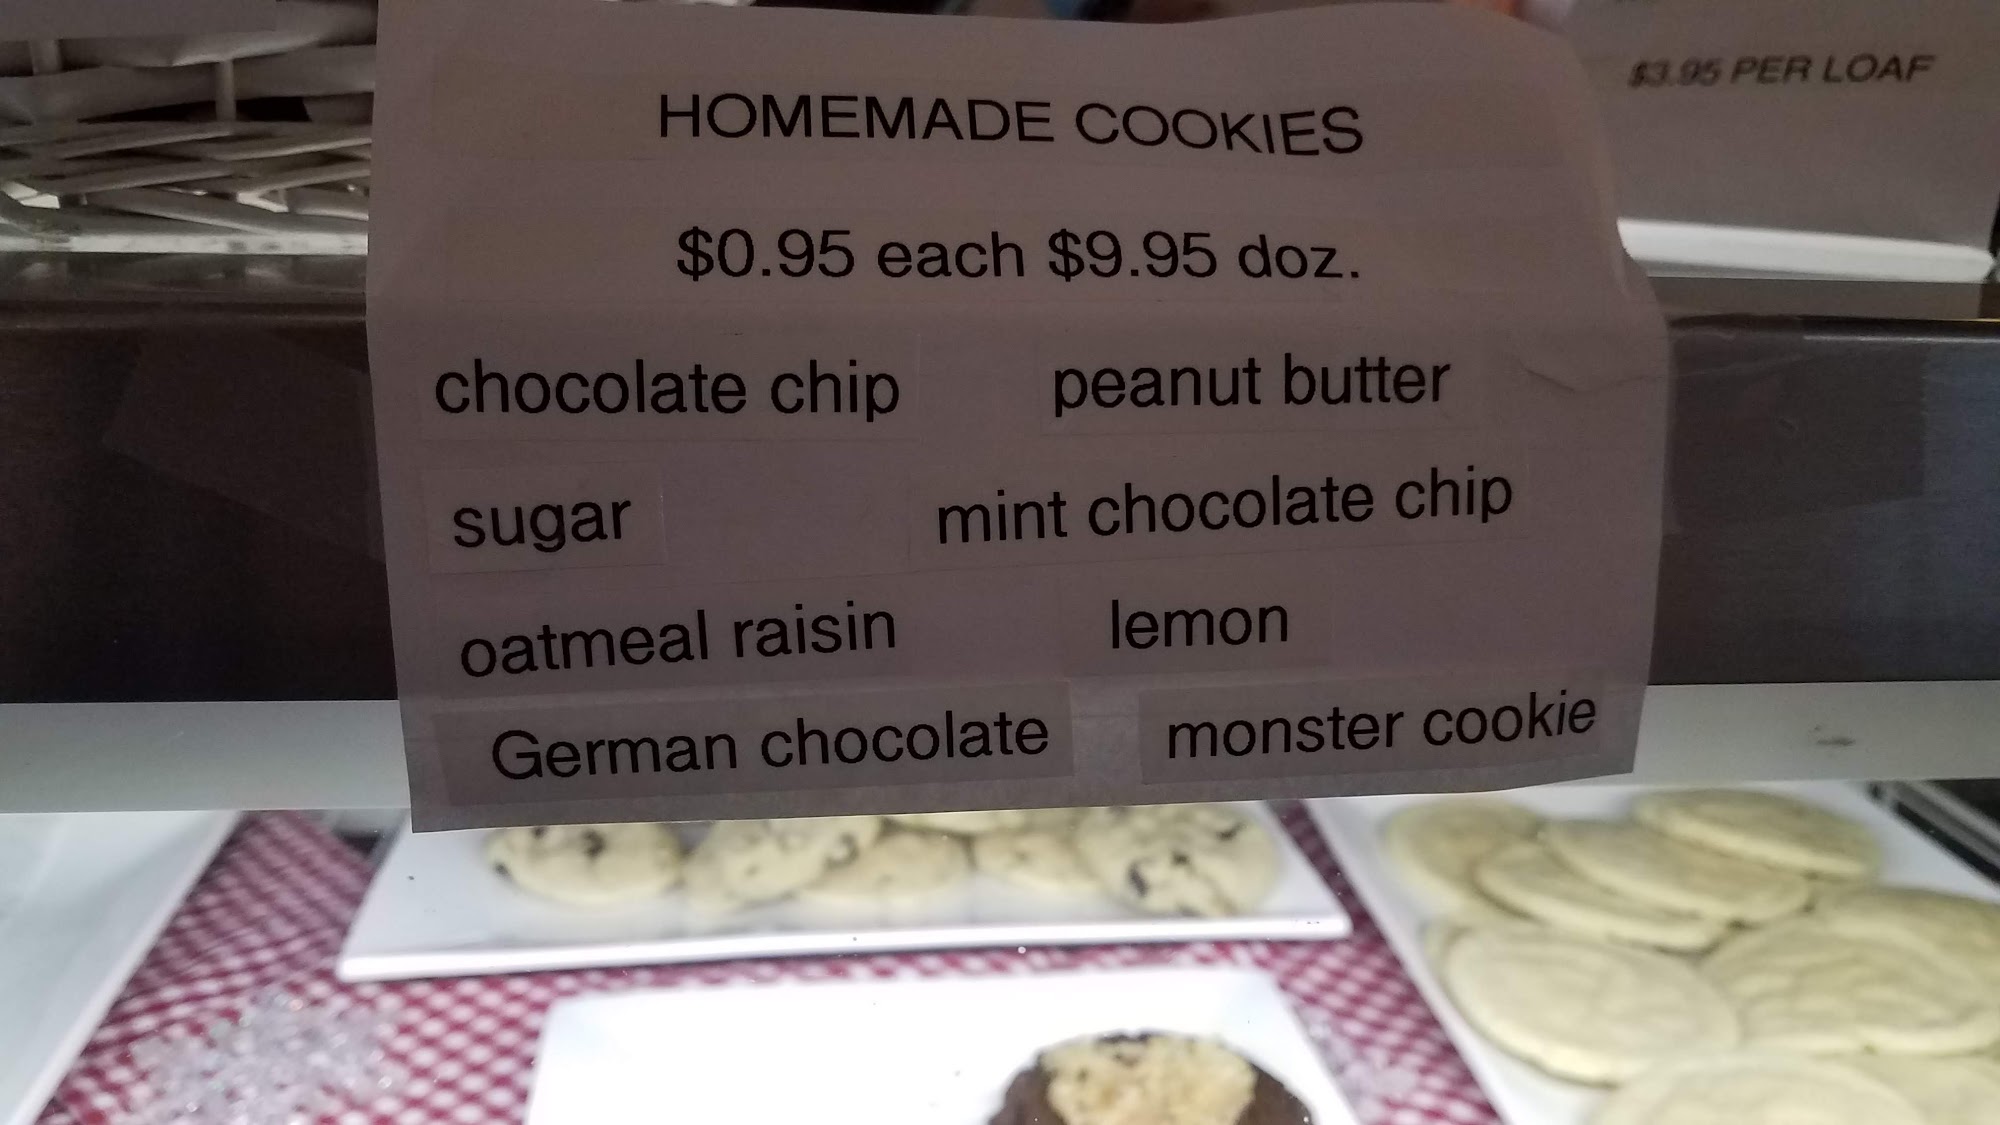 HOMEMADE COOKIES
$0.95 each $9.95 doz.
chocolate chip peanut butter
sugar mint chocolate chip
oatmeal raisin lemon
German chocolate monster cookie
$3.95 PER LOAF